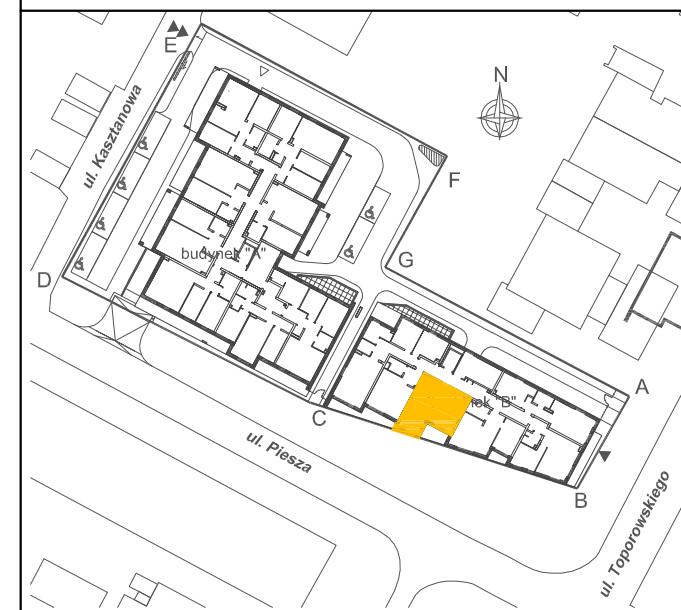 E
N
ul. Kasztanowa
F
budynek "A"
G
D
A
"B"
C
ul. Piesza
B
ul. Toporowskiego